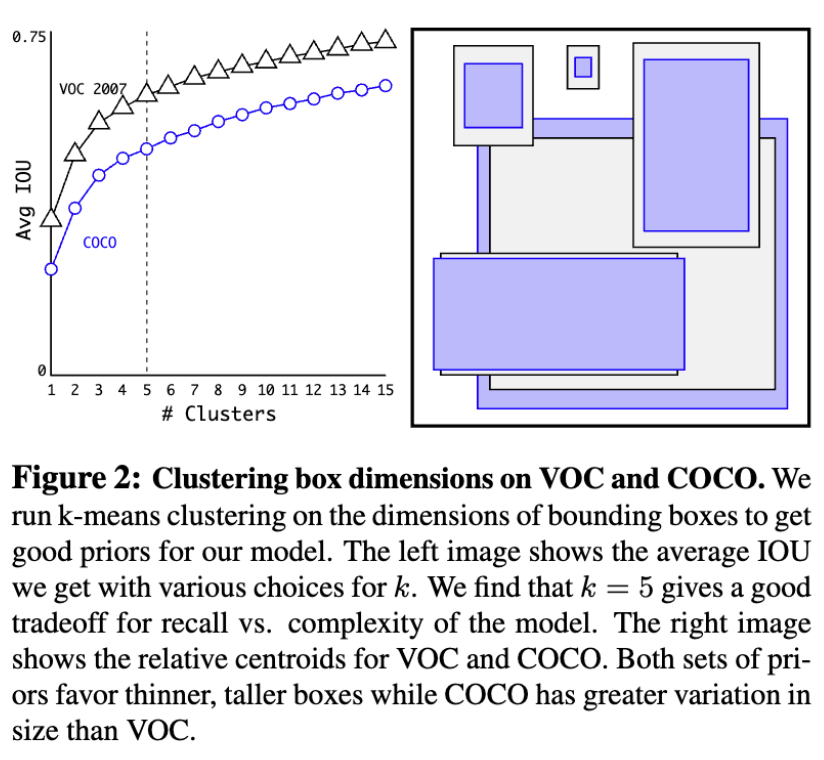 0.75
VOC 2007
Avg IOU
COCO
0
1 2 3 4 5 6 7 8 9 10 11 12 13 14 15
# Clusters
Figure 2: Clustering box dimensions on VOC and COCO. We
run k-means clustering on the dimensions of bounding boxes to get
good priors for our model. The left image shows the average IOU
we get with various choices for k. We find that k = 5 gives a good
tradeoff for recall vs. complexity of the model. The right image
shows the relative centroids for VOC and COCO. Both sets of pri-
ors favor thinner, taller boxes while COCO has greater variation in
size than VOC.